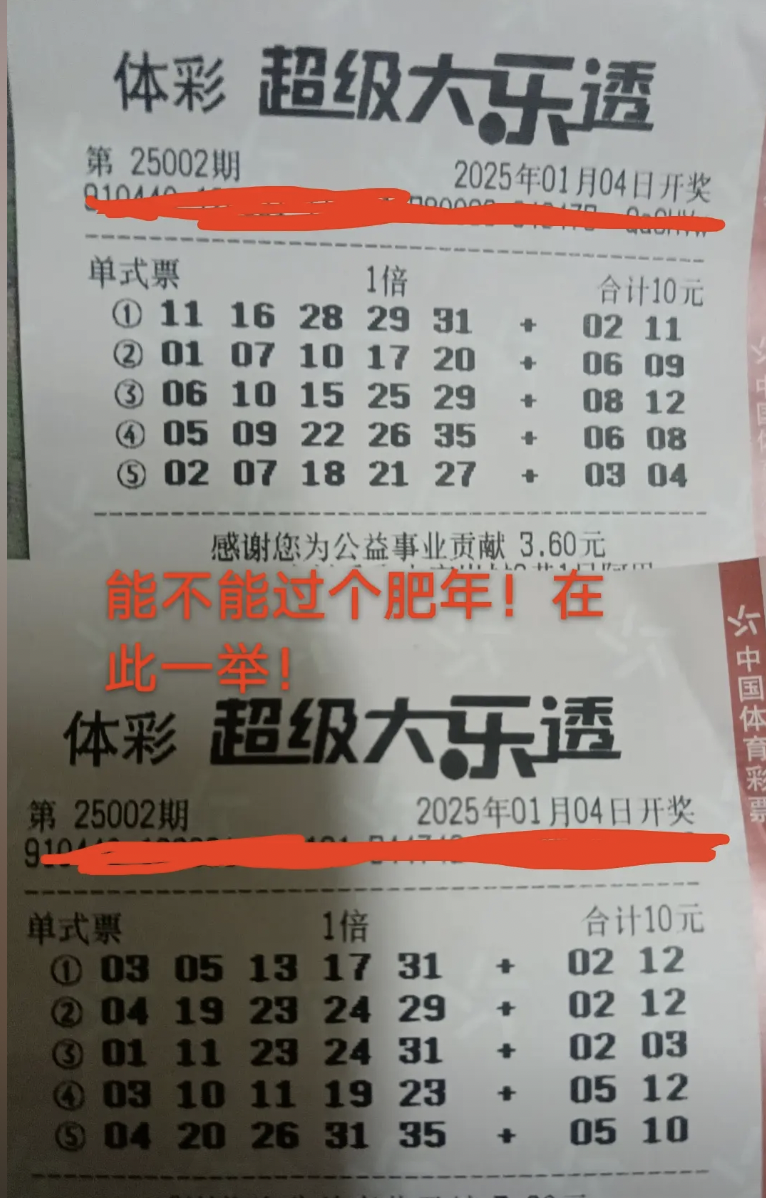 体彩 超级大乐透
第 25002期 2025年01月04日开奖
单式票 1倍 合计10元
① 11 16 28 29 31 + 02 11
② 01 07 10 17 20 + 06 09
③ 06 10 15 25 29 + 08 12
④ 05 09 22 26 35 + 06 08
⑤ 02 07 18 21 27 + 03 04
感谢您为公益事业贡献 3.60元
能不能过个肥年！在
此一举！
体彩 超级大乐透
第 25002期 2025年01月04日开奖
单式票 1倍 合计10元
① 03 05 13 17 31 + 02 12
② 04 19 23 24 29 + 02 12
③ 01 11 23 24 31 + 02 03
④ 03 10 11 19 23 + 05 12
⑤ 04 20 26 31 35 + 05 10
中国体育彩票